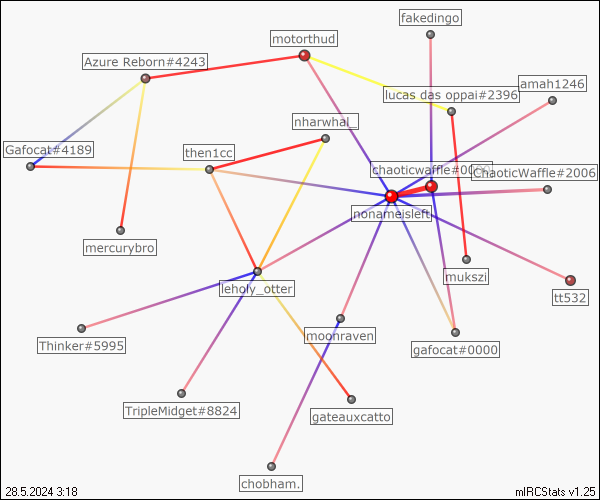 fakedingo
motorthud
Azure Reborn#4243
amah1246
lucas das oppai#2396
nharwhal_
Gafocat#4189
then1cc
chaoticwaffle#0000
ChaoticWaffle#2006
nonameisleft
mercurybro
mukszi
leholy_otter
tt532
moonraven
Thinker#5995
gafocat#0000
TripleMidget#8824
gateauxcatto
chobham.
28.5.2024 3:18
mIRCStats v1.25